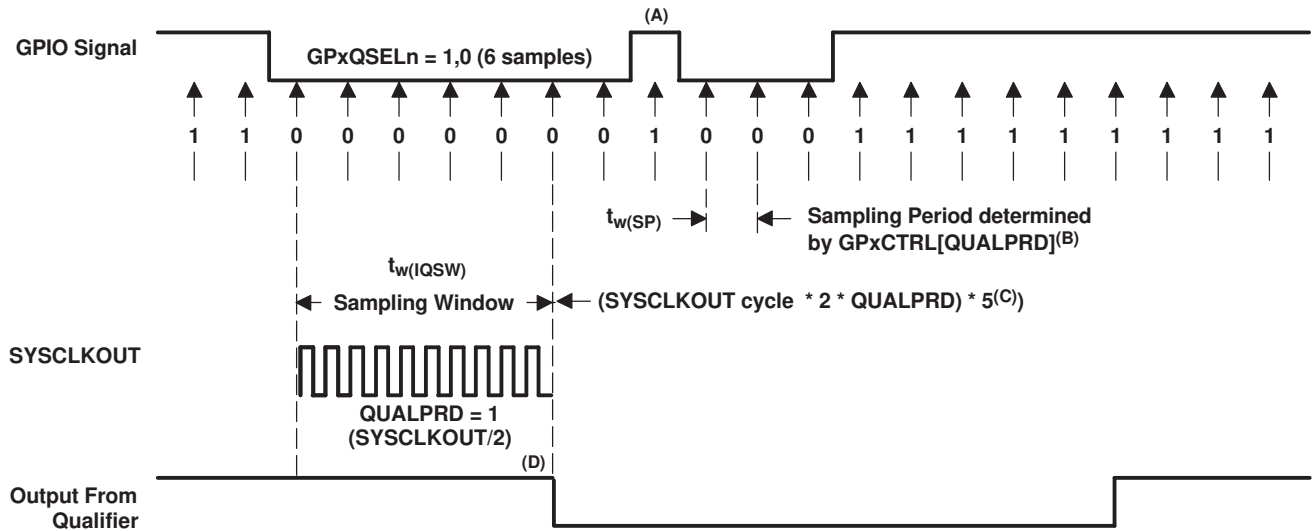 (A)
GPIO Signal
GPxQSELn = 1,0 (6 samples)
1 1 0 0 0 0 0 0 0 1 0 0 0 1 1 1 1 1 1 1 1 1
tw(SP)
Sampling Period determined
by GPxCTRL[QUALPRD](B)
tw(IQSW)
Sampling Window
(SYSCLKOUT cycle * 2 * QUALPRD) * 5(C))
SYSCLKOUT
QUALPRD = 1
(SYSCLKOUT/2)
(D)
Output From
Qualifier